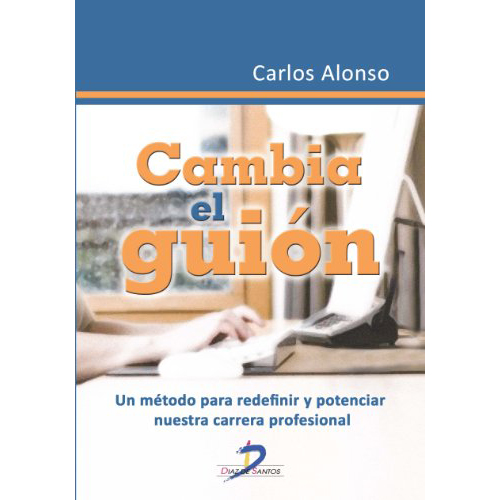 Carlos Alonso
Cambia
el
guión
Un método para redefinir y potenciar
nuestra carrera profesional
DIAZ DE SANTOS